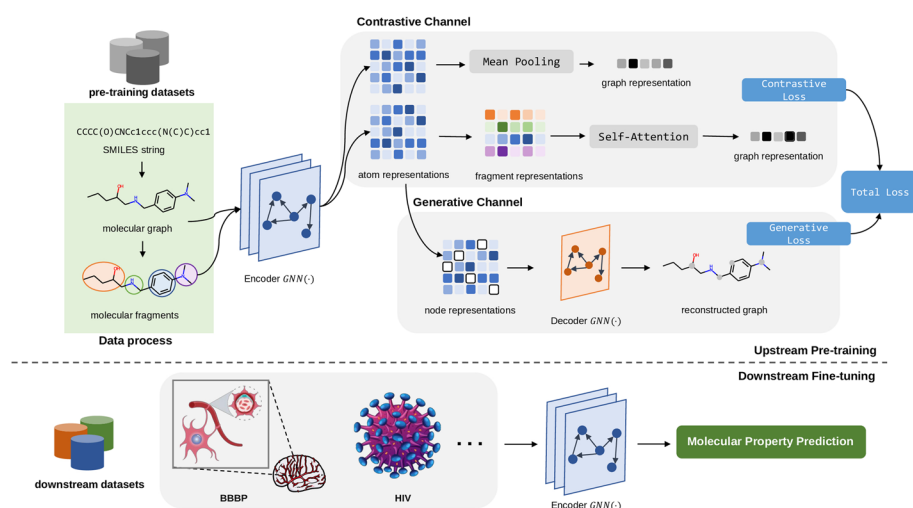 Contrastive Channel
pre-training datasets
CCCC(O)CNCc1ccc(N(C)C)cc1
SMILES string
OH
N
H
N
molecular graph
OH
N
H
N
molecular fragments
Data process
Encoder GNN(·)
atom representations
Mean Pooling
graph representation
fragment representations
Self-Attention
graph representation
Contrastive
Loss
Total Loss
Generative
Loss
Generative Channel
node representations
Decoder GNN(·)
OH
N
H
N
reconstructed graph
Upstream Pre-training
Downstream Fine-tuning
downstream datasets
BBBP
HIV
...
Encoder GNN(·)
Molecular Property Prediction